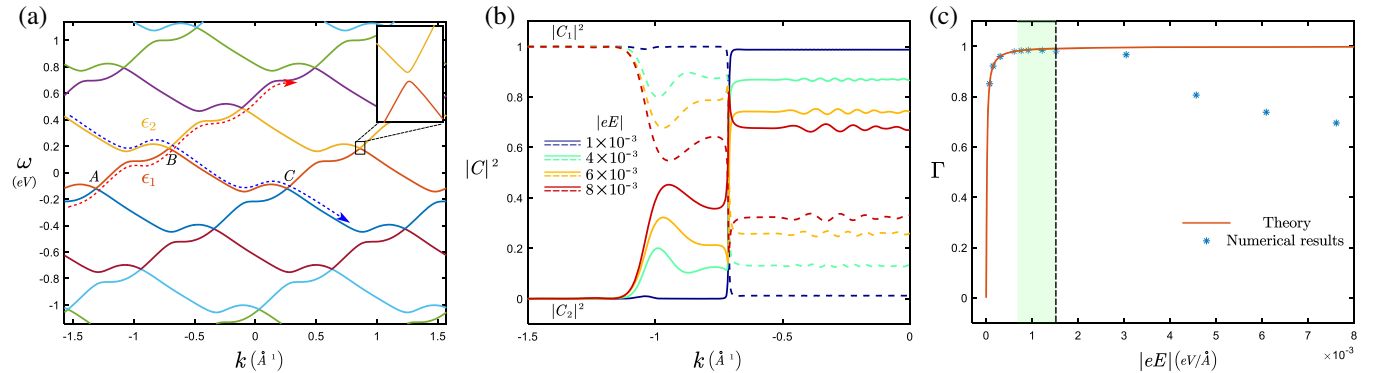 (a)
1
0.8
0.6
0.4
0.2
0
-0.2
-0.4
-0.6
-0.8
-1
ω
(eV)
ϵ₂
ϵ₁
A
B
C
-1.5
-1
-0.5
0
0.5
1
1.5
k (Å⁻¹)
(b)
|C₁|²
1
0.8
0.6
0.4
0.2
0
|C|²
|eE|
1×10⁻³
4×10⁻³
6×10⁻³
8×10⁻³
|C₂|²
-1.5
-1
-0.5
0
k (Å⁻¹)
(c)
1
0.8
0.6
0.4
0.2
0
Γ
Theory
Numerical results
0
1
2
3
4
5
6
7
8
×10⁻³
|eE| (eV/Å)